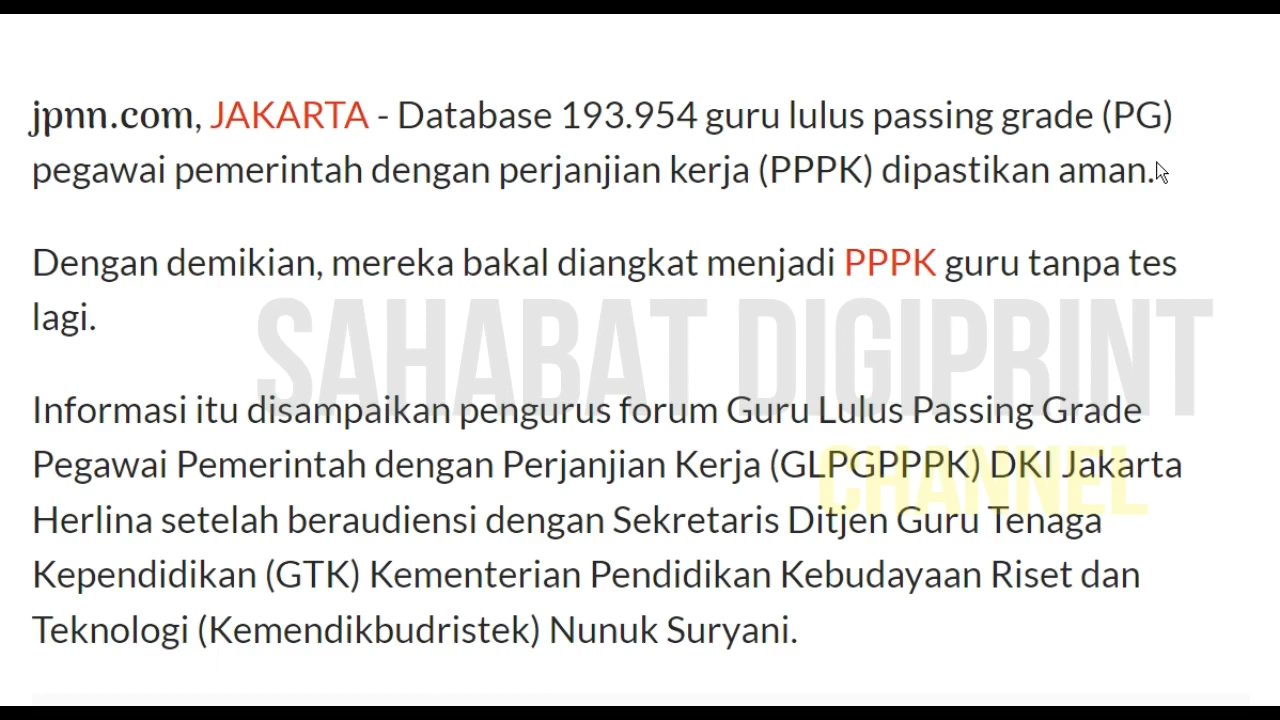 jpnn.com, JAKARTA - Database 193.954 guru lulus passing grade (PG)
pegawai pemerintah dengan perjanjian kerja (PPPK) dipastikan aman.
Dengan demikian, mereka bakal diangkat menjadi PPPK guru tanpa tes
lagi.
SAHABAT DIGIPRINT
Informasi itu disampaikan pengurus forum Guru Lulus Passing Grade
Pegawai Pemerintah dengan Perjanjian Kerja (GLPGPPPK) DKI Jakarta
CHANNEL
Herlina setelah beraudiensi dengan Sekretaris Ditjen Guru Tenaga
Kependidikan (GTK) Kementerian Pendidikan Kebudayaan Riset dan
Teknologi (Kemendikbudristek) Nunuk Suryani.